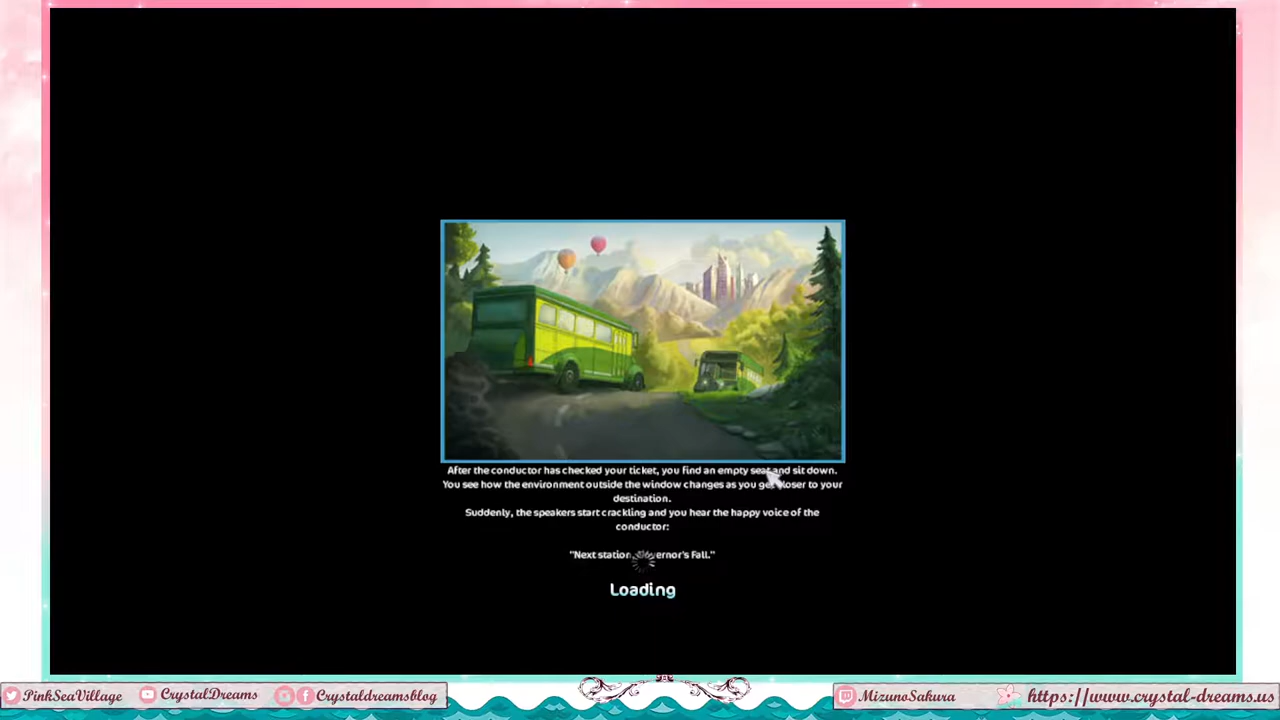 After the conductor has checked your ticket, you find an empty seat and sit down.
You see how the environment outside the window changes as you get closer to your
destination.
Suddenly, the speakers start crackling and you hear the happy voice of the
conductor:
"Next station, Governor's Fall."
Loading
PinkSeaVillage CrystalDreams Crystaldreamsblog MizunoSakura https://www.crystal-dreams.us